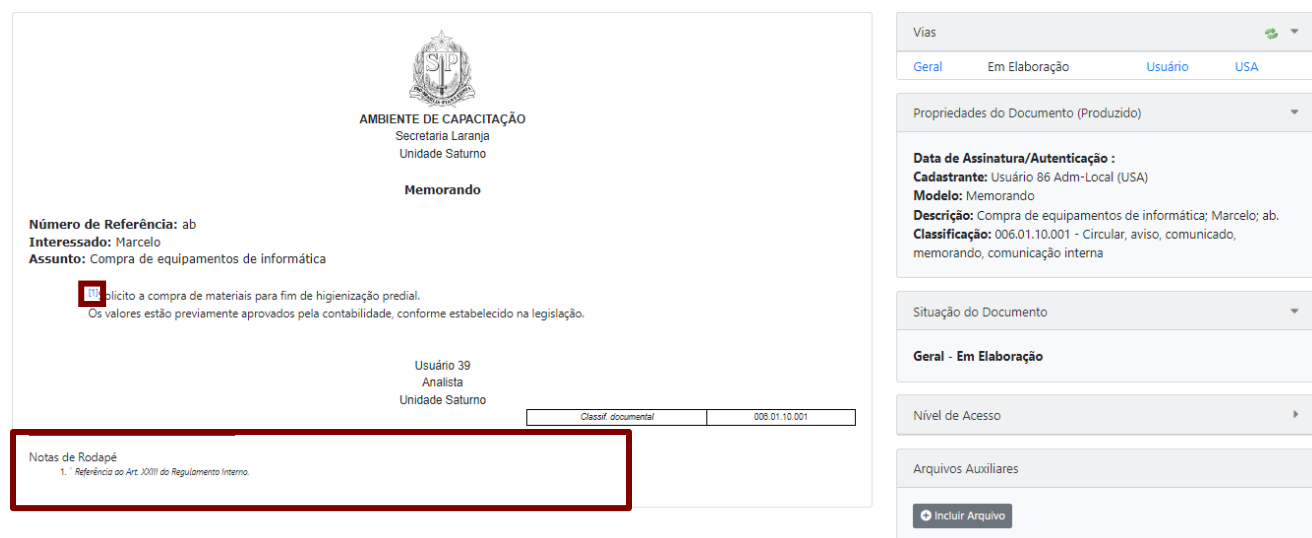 SP
AMBIENTE DE CAPACITAÇÃO
Secretaria Laranja
Unidade Saturno
Memorando
Número de Referência: ab
Interessado: Marcelo
Assunto: Compra de equipamentos de informática
[1] olicito a compra de materiais para fim de higienização predial.
Os valores estão previamente aprovados pela contabilidade, conforme estabelecido na legislação.
Usuário 39
Analista
Unidade Saturno
Classif. documental 006.01.10.001
Notas de Rodapé
1. Referência ao Art. XXIII do Regulamento Interno.
Vias
Geral Em Elaboração Usuário USA
Propriedades do Documento (Produzido)
Data de Assinatura/Autenticação :
Cadastrante: Usuário 86 Adm-Local (USA)
Modelo: Memorando
Descrição: Compra de equipamentos de informática; Marcelo; ab.
Classificação: 006.01.10.001 - Circular, aviso, comunicado,
memorando, comunicação interna
Situação do Documento
Geral - Em Elaboração
Nível de Acesso
Arquivos Auxiliares
Incluir Arquivo